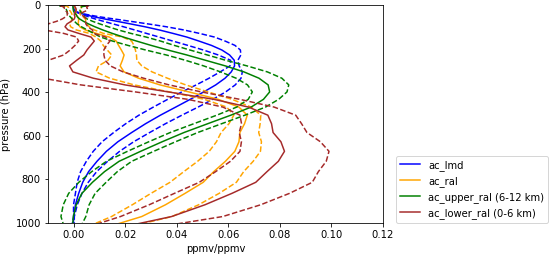 0
200
400
600
800
1000
pressure (hPa)
0.00
0.02
0.04
0.06
0.08
0.10
0.12
ppmv/ppmv
ac_lmd
ac_ral
ac_upper_ral (6-12 km)
ac_lower_ral (0-6 km)